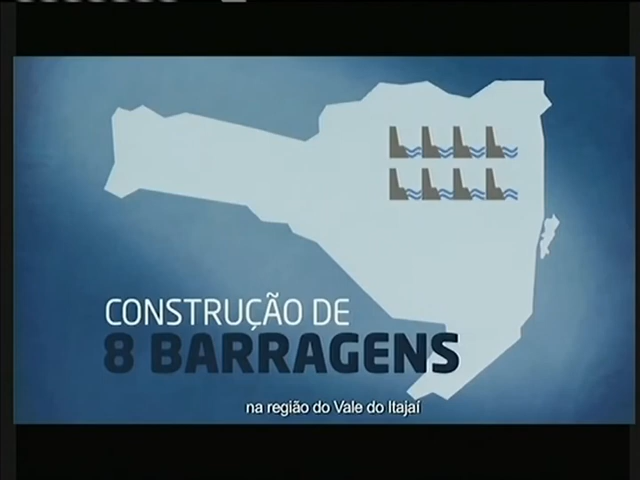 CONSTRUÇÃO DE
8 BARRAGENS
na região do Vale do Itajaí